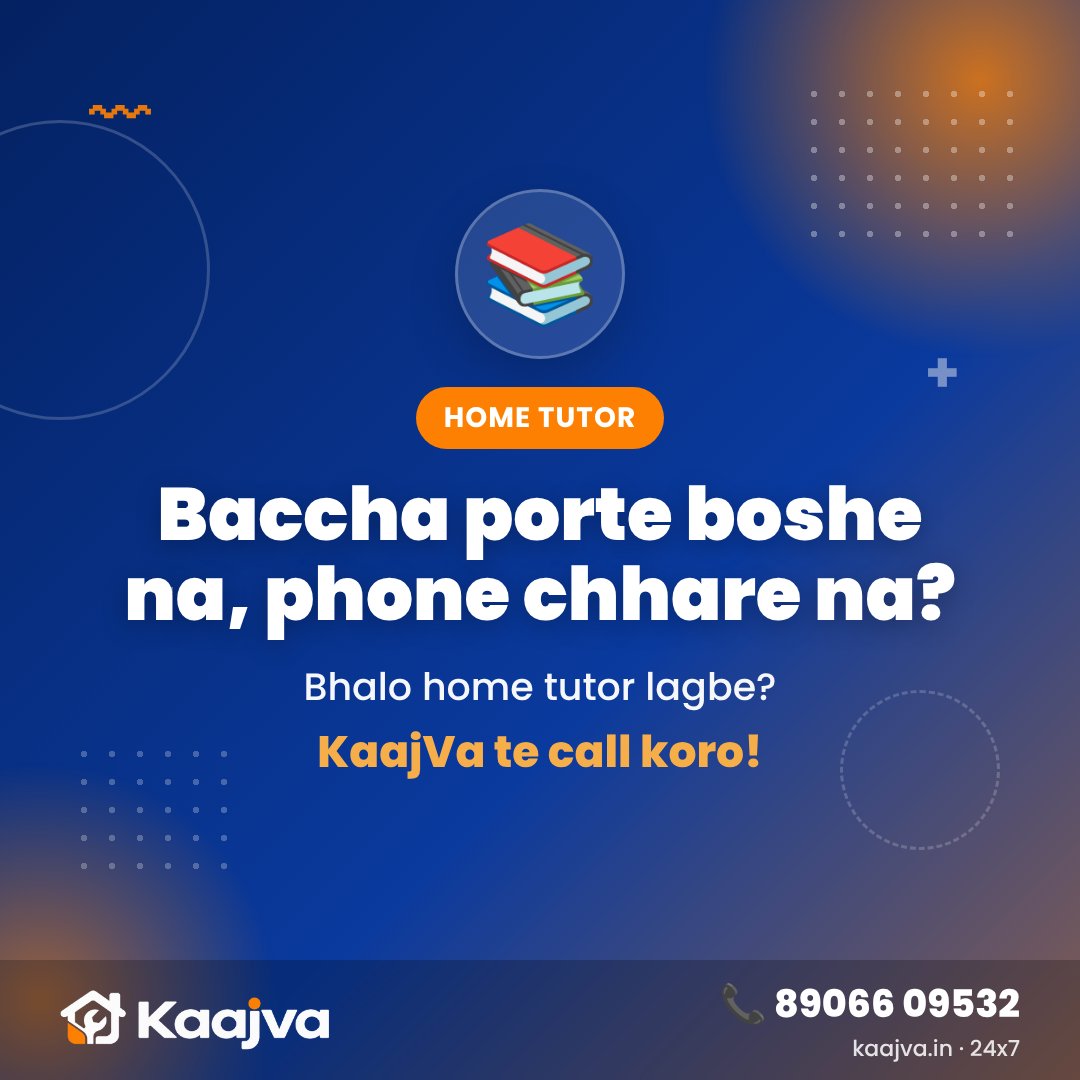 HOME TUTOR
Baccha porte boshe
na, phone chhare na?
Bhalo home tutor lagbe?
KaajVa te call koro!
Kaajva
89066 09532
kaajva.in · 24x7